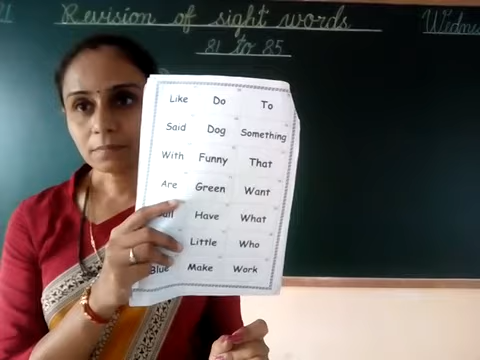 Revision of sight words
81 to 85
Like Do To
Said Dog Something
With Funny That
Are Green Want
Have What
Little Who
Blue Make Work